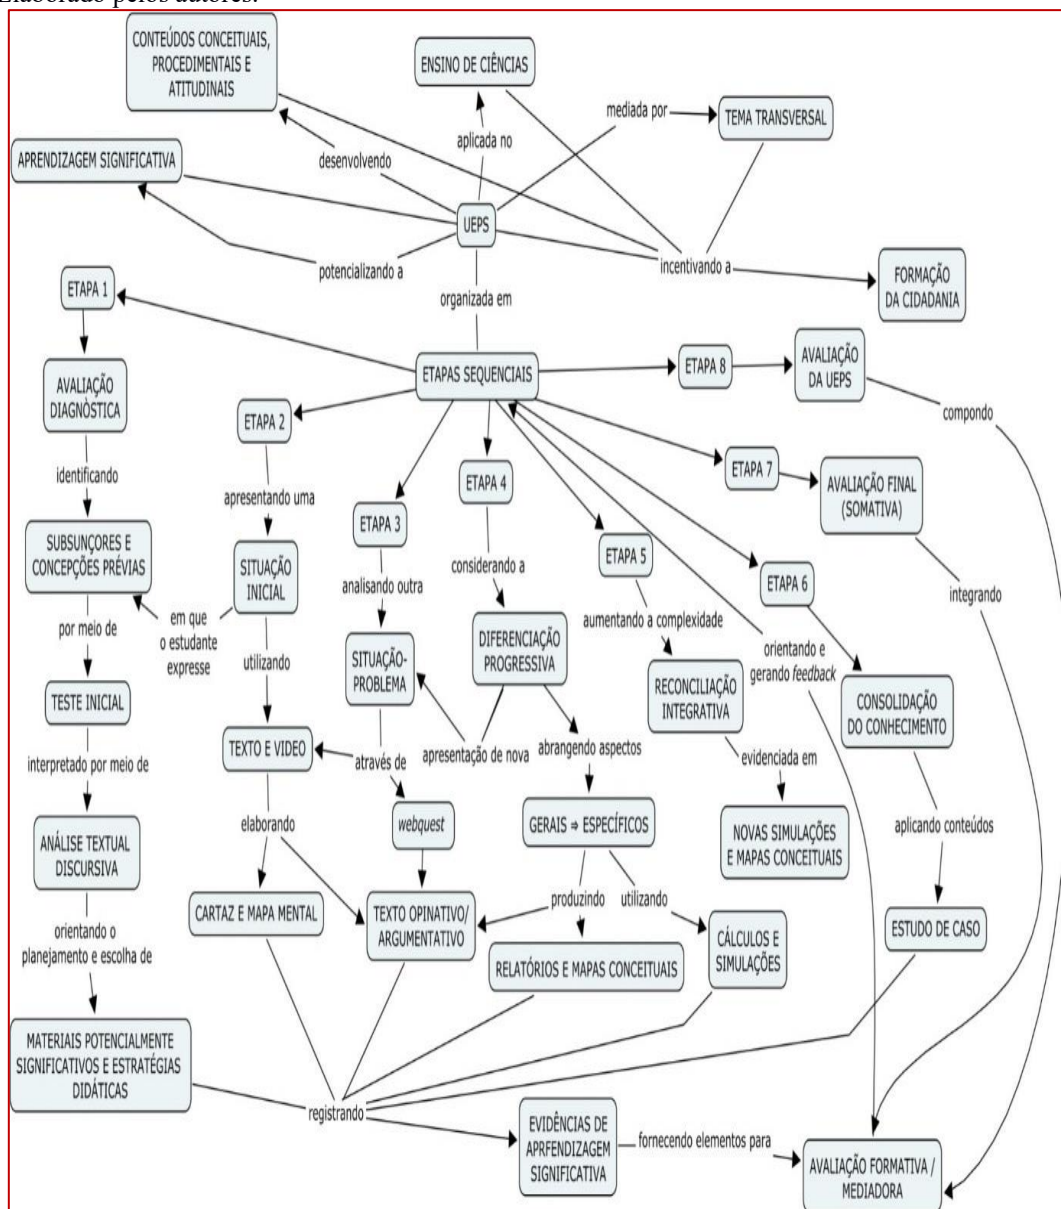 Elaborado pelos autores.
CONTEÚDOS CONCEITUAIS,
PROCEDIMENTAIS E
ATITUDINAIS
ENSINO DE CIÊNCIAS
mediada por
TEMA TRANSVERSAL
aplicada no
APRENDIZAGEM SIGNIFICATIVA
desenvolvendo
UEPS
potencializando a
incentivando a
FORMAÇÃO
DA CIDADANIA
ETAPA 1
organizada em
ETAPAS SEQUENCIAIS
ETAPA 8
AVALIAÇÃO
DA UEPS
AVALIAÇÃO
DIAGNÒSTICA
ETAPA 2
compondo
identificando
apresentando uma
ETAPA 3
ETAPA 4
ETAPA 7
AVALIAÇÃO FINAL
(SOMATIVA)
SUBSUNÇORES E
CONCEPÇÕES PRÉVIAS
SITUAÇÃO
INICIAL
analisando outra
considerando a
ETAPA 5
ETAPA 6
integrando
por meio de
em que
o estudante
expresse
utilizando
SITUAÇÃO-
PROBLEMA
DIFERENCIAÇÃO
PROGRESSIVA
aumentando a complexidade
orientando e
gerando feedback
TESTE INICIAL
RECONCILIAÇÃO
INTEGRATIVA
CONSOLIDAÇÃO
DO CONHECIMENTO
TEXTO E VIDEO
através de
apresentação de nova
abrangendo aspectos
evidenciada em
interpretado por meio de
elaborando
webquest
GERAIS ⇒ ESPECÍFICOS
NOVAS SIMULAÇÕES
E MAPAS CONCEITUAIS
aplicando conteúdos
ANÁLISE TEXTUAL
DISCURSIVA
CARTAZ E MAPA MENTAL
TEXTO OPINATIVO/
ARGUMENTATIVO
produzindo
utilizando
ESTUDO DE CASO
orientando o
planejamento e escolha de
RELATÓRIOS E MAPAS CONCEITUAIS
CÁLCULOS E
SIMULAÇÕES
MATERIAIS POTENCIALMENTE
SIGNIFICATIVOS E ESTRATÉGIAS
DIDÁTICAS
registrando
EVIDÊNCIAS DE
APRFENDIZAGEM
SIGNIFICATIVA
fornecendo elementos para
AVALIAÇÃO FORMATIVA /
MEDIADORA